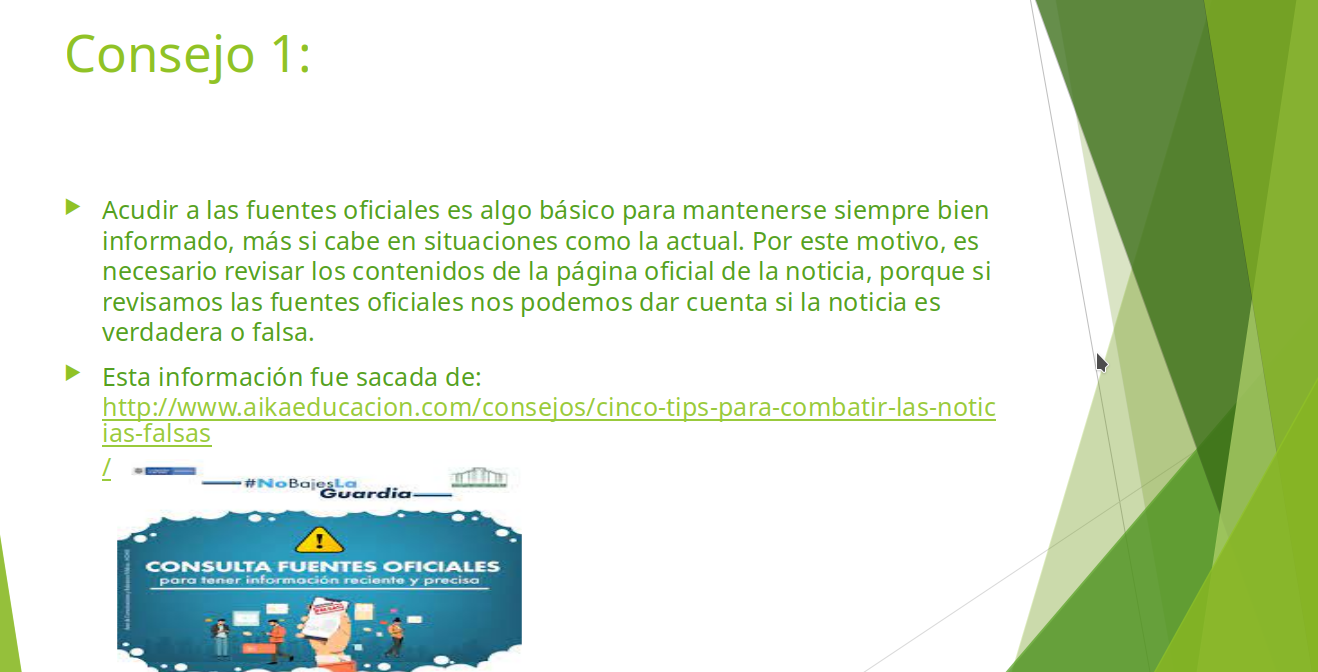 Consejo 1:
Acudir a las fuentes oficiales es algo básico para mantenerse siempre bien
informado, más si cabe en situaciones como la actual. Por este motivo, es
necesario revisar los contenidos de la página oficial de la noticia, porque si
revisamos las fuentes oficiales nos podemos dar cuenta si la noticia es
verdadera o falsa.
Esta información fue sacada de:
http://www.aikaeducacion.com/consejos/cinco-tips-para-combatir-las-notic
ias-falsas
/
#NoBajesLa
Guardia
CONSULTA FUENTES OFICIALES
para tener información reciente y precisa